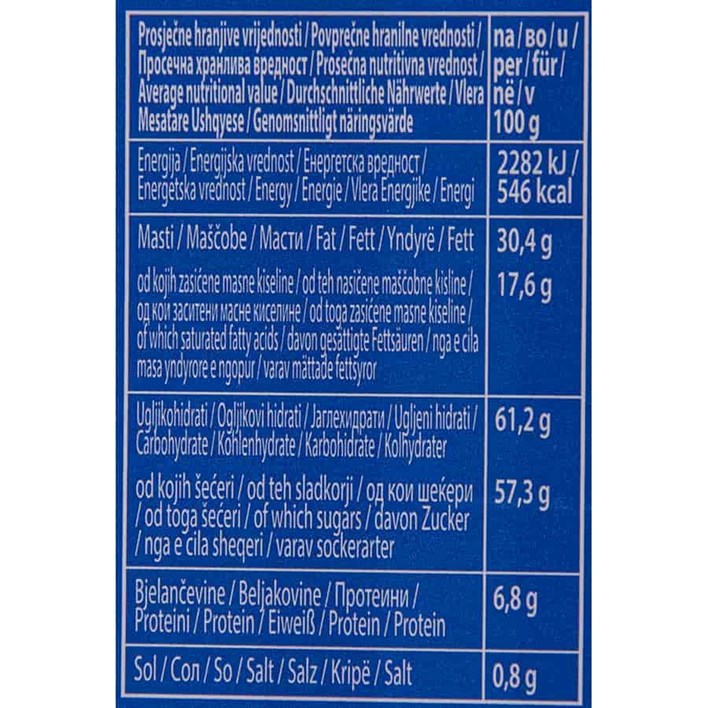 Prosječne hranjive vrijednosti / Povprečne hranilne vrednosti /
Просечна хранлива вредност / Prosečna nutritivna vrednost /
Average nutritional value / Durchschnittliche Nährwerte / Vlera
Mesatare Ushqyese / Genomsnittligt näringsvärde
na / во / u /
per / für /
në / v
100 g
Energija / Energijska vrednost / Енергетска вредност /
Energetska vrednost / Energy / Energie / Vlera Energjike / Energi
2282 kJ /
546 kcal
Masti / Maščobe / Масти / Fat / Fett / Yndyrë / Fett
30,4 g
od kojih zasićene masne kiseline / od teh nasičene maščobne kisline /
од кои заситени масне киселине / od toga zasićene masne kiseline /
of which saturated fatty acids / davon gesättigte Fettsäuren / nga e cila
masa yndyrore e ngopur / varav mättade fettsyror
17,6 g
Ugljikohidrati / Ogljikovi hidrati / Јаглехидрати / Ugljeni hidrati /
Carbohydrate / Kohlenhydrate / Karbohidrate / Kolhydrater
61,2 g
od kojih šećeri / od teh sladkorji / од кои шеќери
/ od toga šećeri / of which sugars / davon Zucker
/ nga e cila sheqeri / varav sockerarter
57,3 g
Bjelančevine / Beljakovine / Протеини /
Proteini / Protein / Eiweiß / Protein / Protein
6,8 g
Sol / Сол / So / Salt / Salz / Kripë / Salt
0,8 g